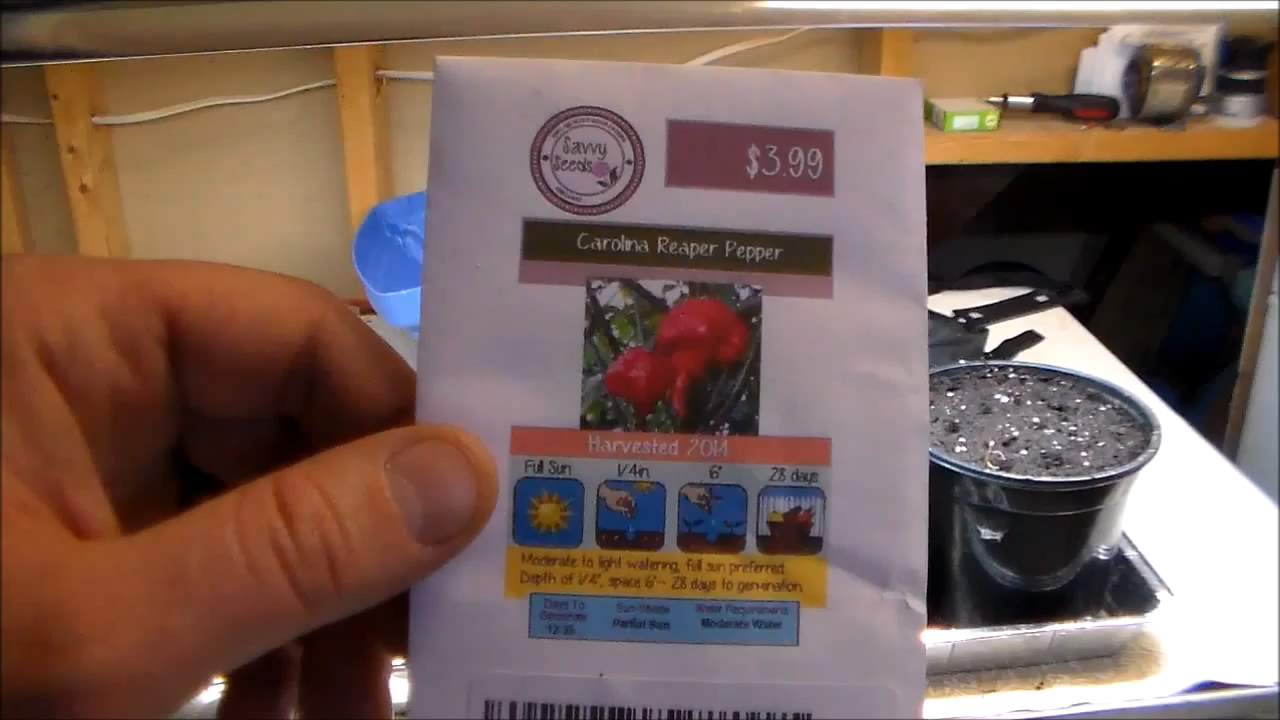 Savvy
Seeds
$3.99
Carolina Reaper Pepper
Harvested 2014
Full Sun
1/4in
6"
28 days
Moderate to light watering, full sun preferred.
Depth of 1/4", space 6"- 28 days to germination.
Days To
Sun-Shade
Water Requirement
Germinate
Partial Sun
Moderate Water